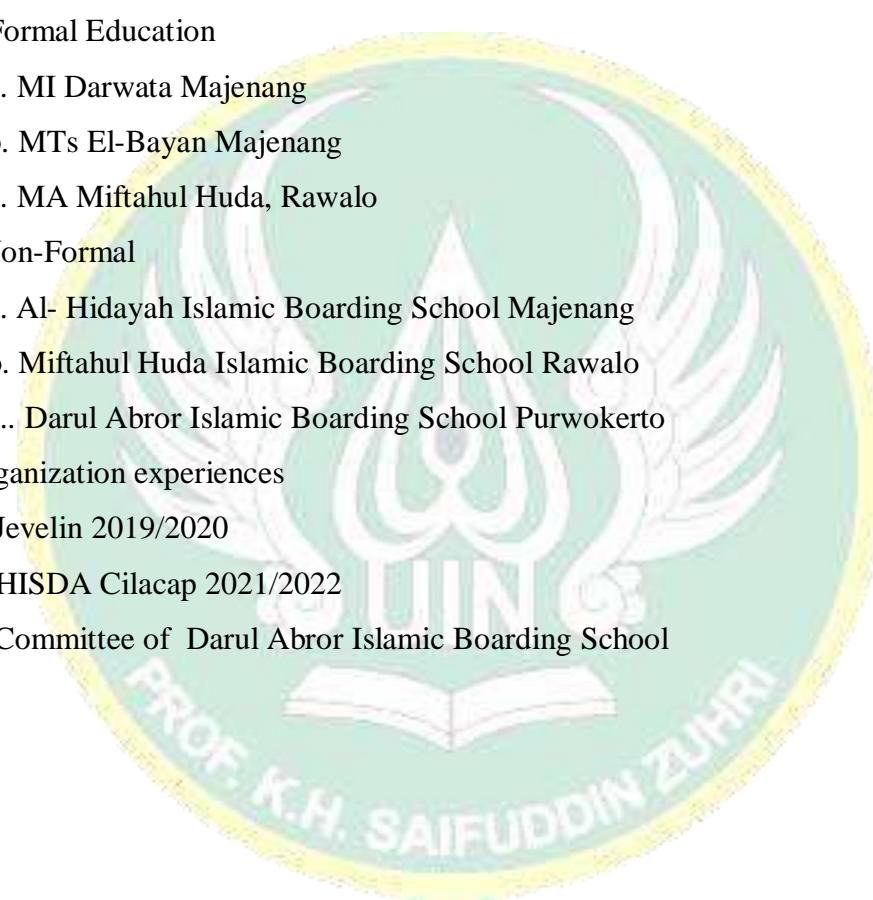 Formal Education
. MI Darwata Majenang
. MTs El-Bayan Majenang
. MA Miftahul Huda, Rawalo
on-Formal
. Al- Hidayah Islamic Boarding School Majenang
. Miftahul Huda Islamic Boarding School Rawalo
.. Darul Abror Islamic Boarding School Purwokerto
ganization experiences
Jevelin 2019/2020
HISDA Cilacap 2021/2022
Committee of Darul Abror Islamic Boarding School
UIN
PROF. K.H. SAIFUDDIN ZUHRI